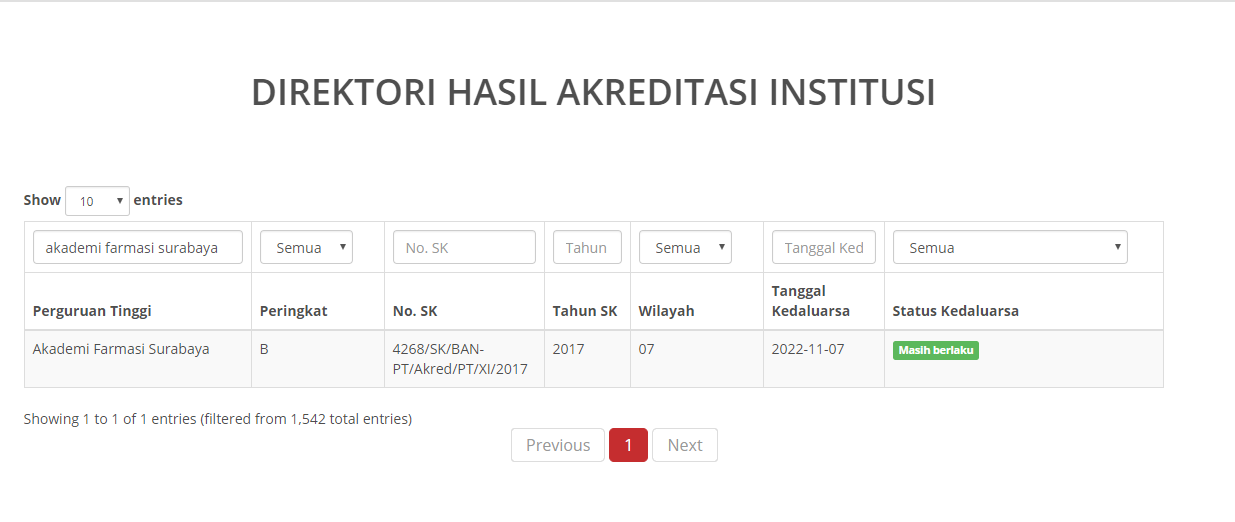 DIREKTORI HASIL AKREDITASI INSTITUSI
Show 10 entries
akademi farmasi surabaya Semua No. SK Tahun Semua Tanggal Ked Semua
Perguruan Tinggi Peringkat No. SK Tahun SK Wilayah Tanggal Kedaluarsa Status Kedaluarsa
Akademi Farmasi Surabaya B 4268/SK/BAN-PT/Akred/PT/XI/2017 2017 07 2022-11-07 Masih berlaku
Showing 1 to 1 of 1 entries (filtered from 1,542 total entries)
Previous 1 Next